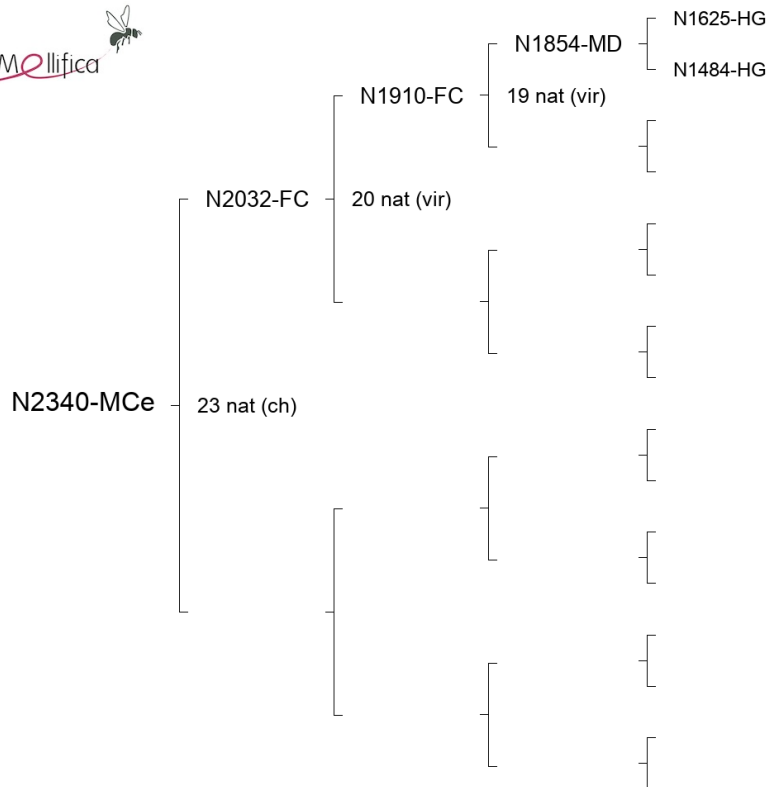 Mellifica
N1625-HG
N1854-MD
N1484-HG
N1910-FC
19 nat (vir)
N2032-FC
20 nat (vir)
N2340-MCe
23 nat (ch)